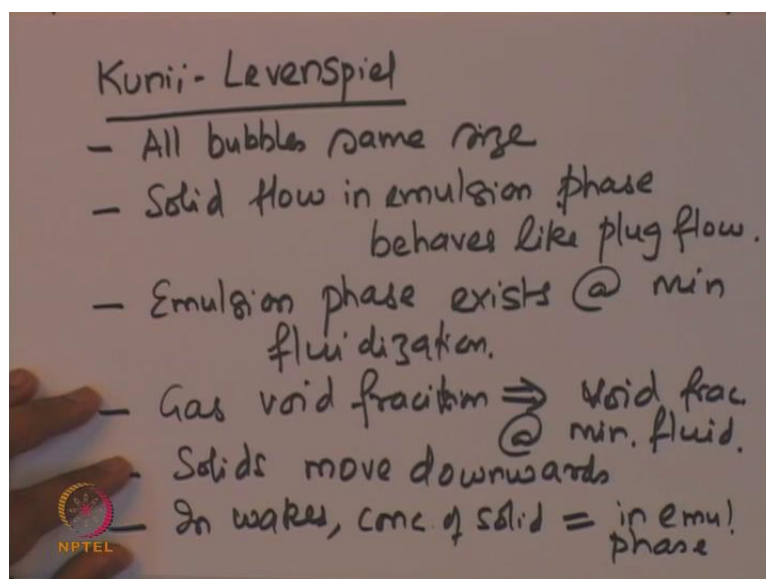 Kunii-Levenspiel
- All bubbles same size
- Solid flow in emulsion phase
behaves like plug flow.
- Emulsion phase exists @ min
fluidization.
- Gas void fraction ⇒ void frac.
@ min. fluid.
- Solids move downwards
- In wakes, conc. of solid = in emul.
phase
NPTEL